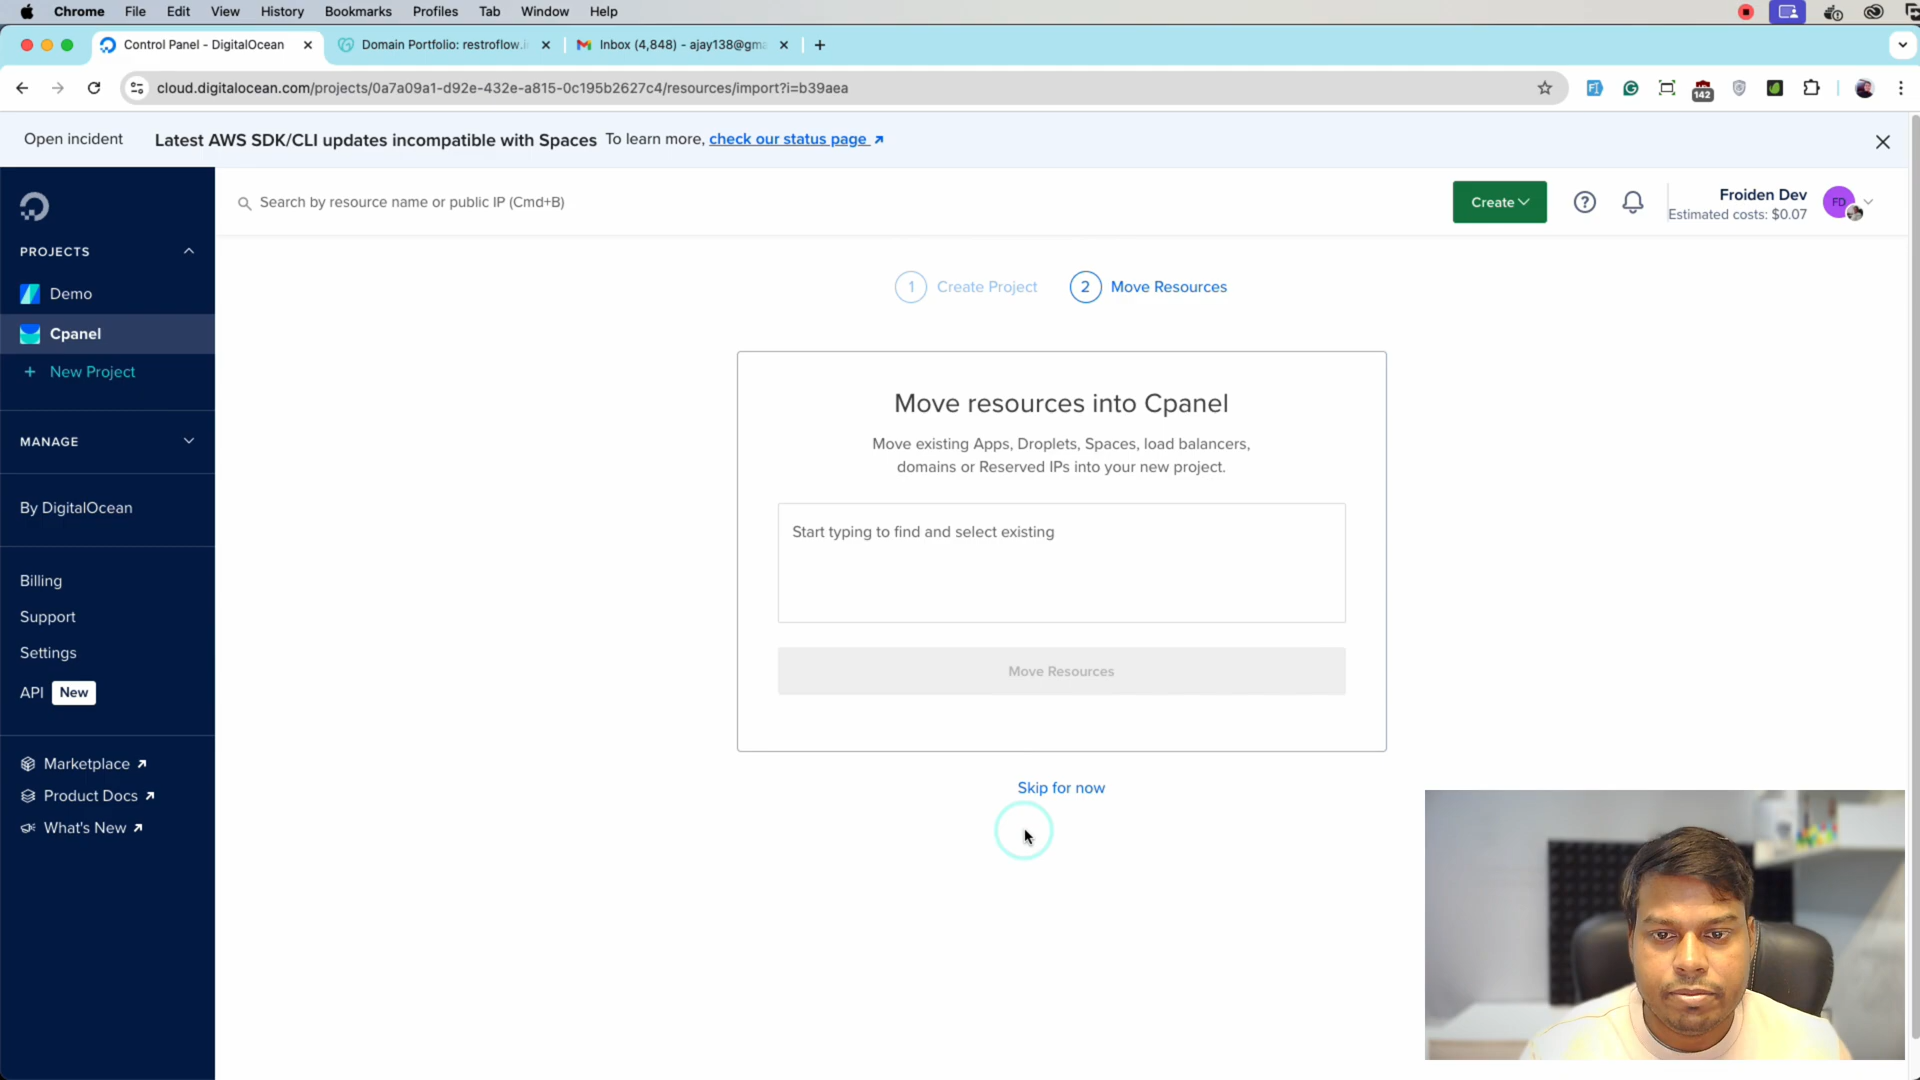 Chrome File Edit View History Bookmarks Profiles Tab Window Help
Control Panel - DigitalOcean
Domain Portfolio: restroflow.i
Inbox (4,848) - ajay138@gm
cloud.digitalocean.com/projects/0a7a09a1-d92e-432e-a815-0c195b2627c4/resources/import?i=b39aea
142
Open incident Latest AWS SDK/CLI updates incompatible with Spaces To learn more, check our status page
Search by resource name or public IP (Cmd+B)
Create
Froiden Dev
Estimated costs: $0.07
FD
PROJECTS
Demo
Cpanel
+ New Project
MANAGE
By DigitalOcean
Billing
Support
Settings
API New
Marketplace
Product Docs
What's New
1 Create Project 2 Move Resources
Move resources into Cpanel
Move existing Apps, Droplets, Spaces, load balancers,
domains or Reserved IPs into your new project.
Start typing to find and select existing
Move Resources
Skip for now